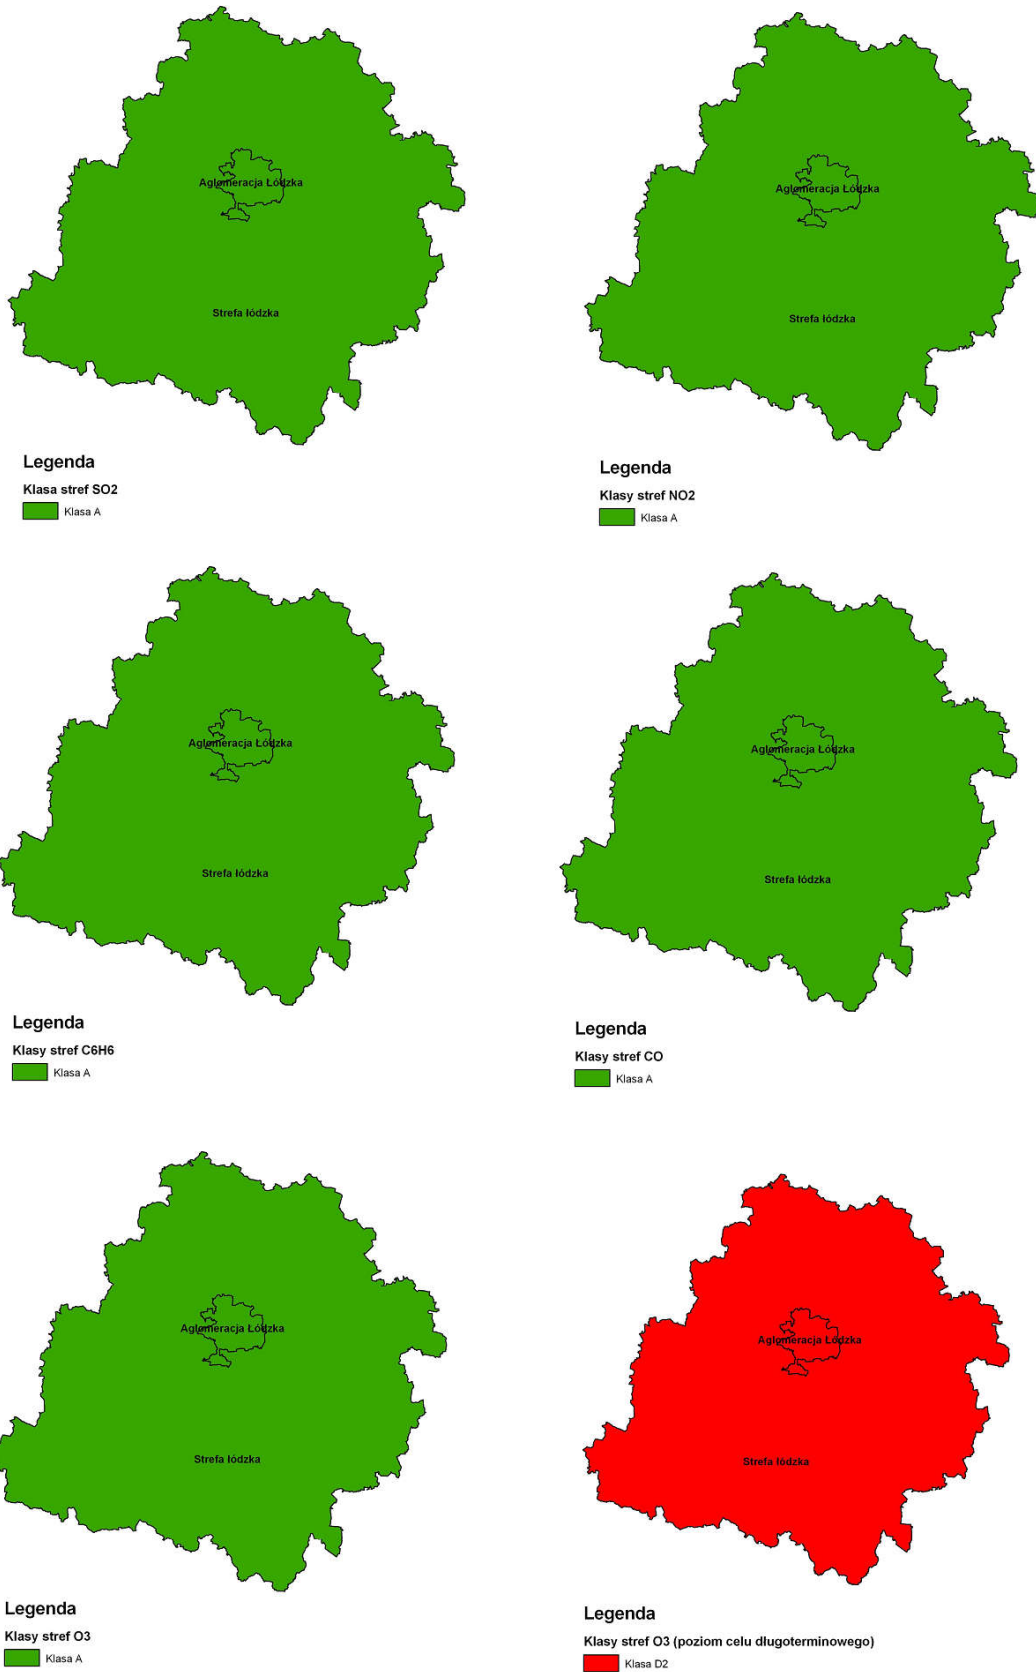 Aglomeracja Łódzka
Strefa łódzka
Legenda
Klasa stref SO2
Klasa A
Aglomeracja Łódzka
Strefa łódzka
Legenda
Klasy stref NO2
Klasa A
Aglomeracja Łódzka
Strefa łódzka
Legenda
Klasy stref C6H6
Klasa A
Aglomeracja Łódzka
Strefa łódzka
Legenda
Klasy stref CO
Klasa A
Aglomeracja Łódzka
Strefa łódzka
Legenda
Klasy stref O3
Klasa A
Aglomeracja Łódzka
Strefa łódzka
Legenda
Klasy stref O3 (poziom celu długoterminowego)
Klasa D2